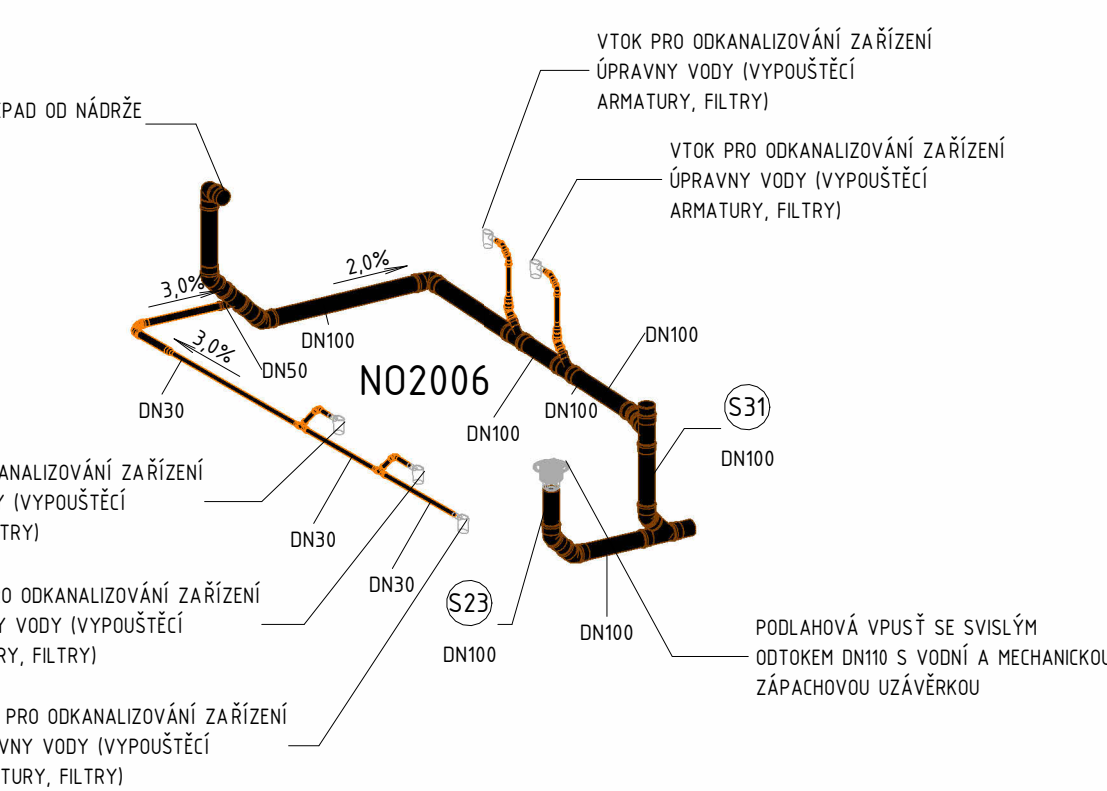 VTOK PRO ODKANALIZOVÁNÍ ZAŘÍZENÍ
ÚPRAVNY VODY (VYPOUŠTĚCÍ
ARMATURY, FILTRY)
EPAD OD NÁDRŽE
VTOK PRO ODKANALIZOVÁNÍ ZAŘÍZENÍ
ÚPRAVNY VODY (VYPOUŠTĚCÍ
ARMATURY, FILTRY)
2,0%
3,0%
DN100
DN100
3,0%
DN50
NO2006
DN30
DN100
S31
DN100
DN100
KANALIZOVÁNÍ ZAŘÍZENÍ
Y (VYPOUŠTĚCÍ
TRY)
DN30
DN30
O ODKANALIZOVÁNÍ ZAŘÍZENÍ
Y VODY (VYPOUŠTĚCÍ
RY, FILTRY)
S23
DN100
DN100
PODLAHOVÁ VPUSŤ SE SVISLÝM
ODTOKEM DN110 S VODNÍ A MECHANICKOU
ZÁPACHOVOU UZÁVĚRKOU
PRO ODKANALIZOVÁNÍ ZAŘÍZENÍ
VNY VODY (VYPOUŠTĚCÍ
TURY, FILTRY)